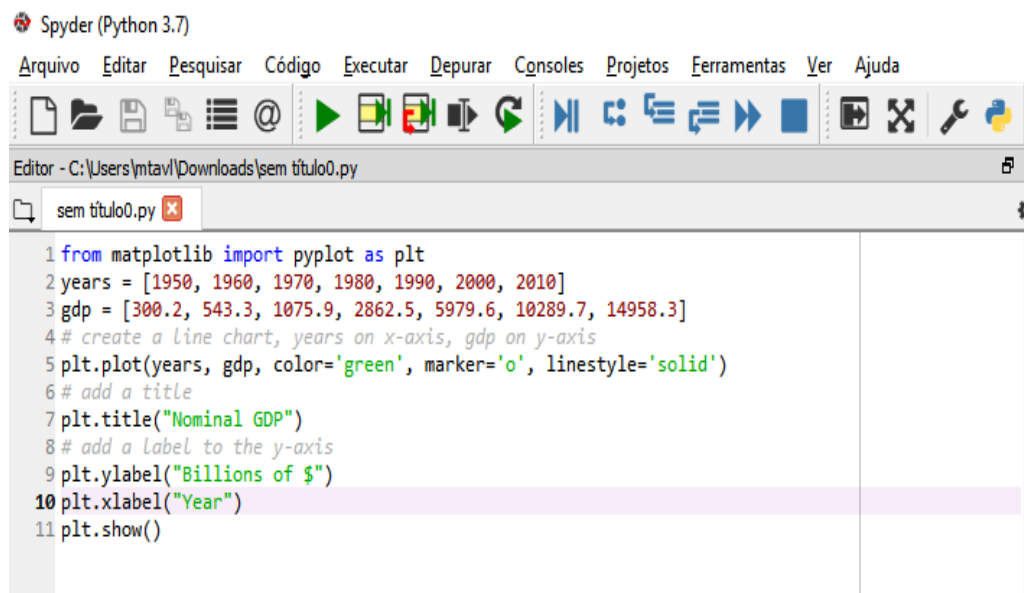 Spyder (Python 3.7)
Arquivo Editar Pesquisar Código Executar Depurar Consoles Projetos Ferramentas Ver Ajuda
@
Editor - C:\Users\mtavl\Downloads\sem título0.py
sem título0.py
1 from matplotlib import pyplot as plt
2 years = [1950, 1960, 1970, 1980, 1990, 2000, 2010]
3 gdp = [300.2, 543.3, 1075.9, 2862.5, 5979.6, 10289.7, 14958.3]
4 # create a line chart, years on x-axis, gdp on y-axis
5 plt.plot(years, gdp, color='green', marker='o', linestyle='solid')
6 # add a title
7 plt.title("Nominal GDP")
8 # add a label to the y-axis
9 plt.ylabel("Billions of $")
10 plt.xlabel("Year")
11 plt.show()